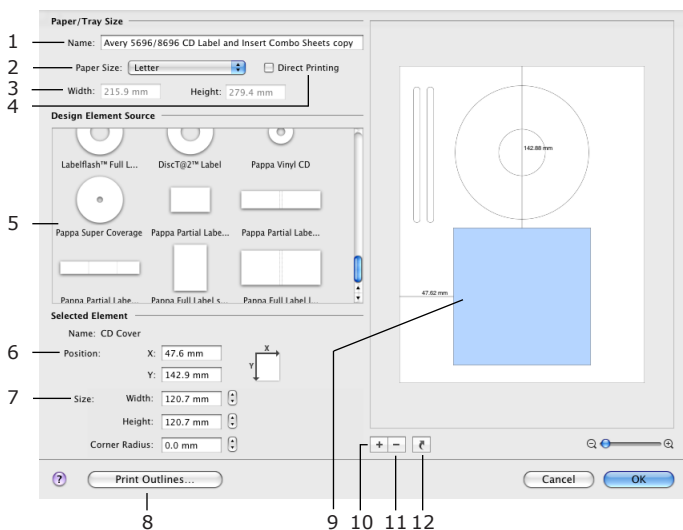 Paper/Tray Size
1 Name: Avery 5696/8696 CD Label and Insert Combo Sheets copy
2 Paper Size: Letter Direct Printing
3 Width: 215.9 mm Height: 279.4 mm
4
Design Element Source
Labelflash™ Full L... DiscT@2™ Label Pappa Vinyl CD
5 Pappa Super Coverage Pappa Partial Labe... Pappa Partial Labe...
Pappa Partial Labe... Pappa Full Label s... Pappa Full Label l...
Selected Element
Name: CD Cover
6 Position: X: 47.6 mm X
Y: 142.9 mm Y
7 Size: Width: 120.7 mm
Height: 120.7 mm
Corner Radius: 0.0 mm
? Print Outlines...
142.88 mm
47.62 mm
+ −
Cancel OK
8 9 10 11 12